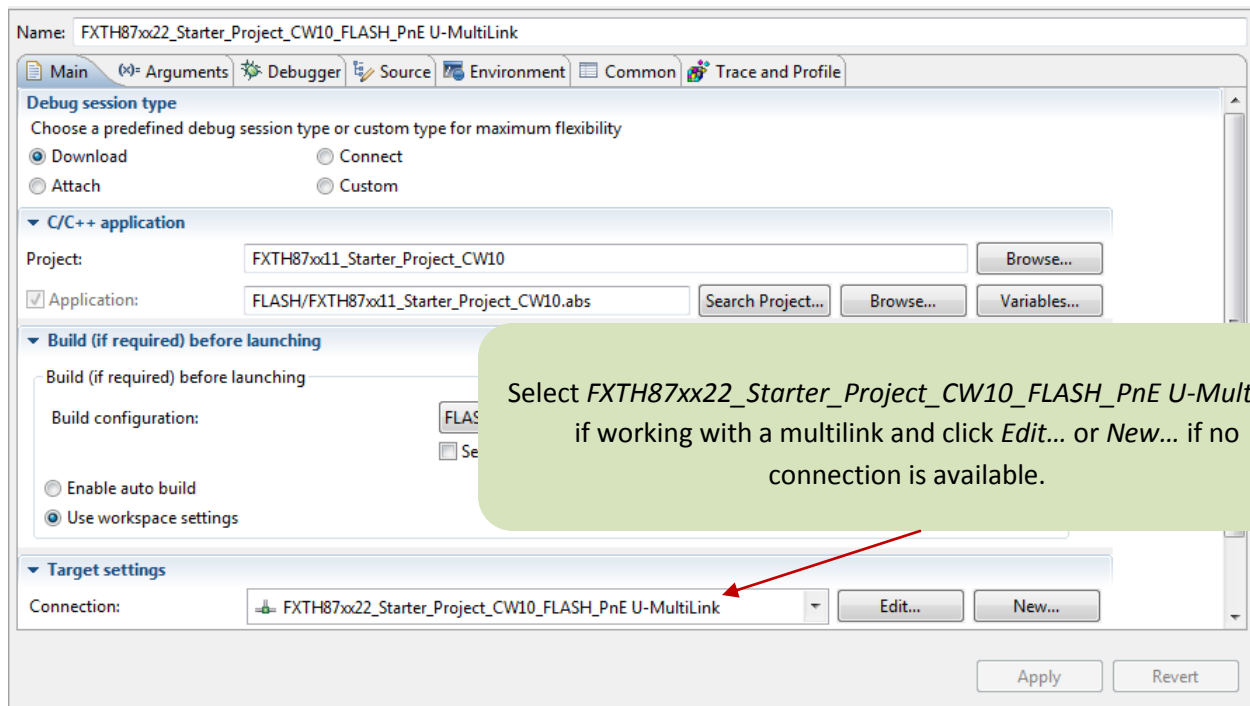 Name: FXTH87xx22_Starter_Project_CW10_FLASH_PnE U-MultiLink
Main (x)= Arguments Debugger Source Environment Common Trace and Profile
Debug session type
Choose a predefined debug session type or custom type for maximum flexibility
Download Connect
Attach Custom
C/C++ application
Project: FXTH87xx11_Starter_Project_CW10 Browse...
Application: FLASH/FXTH87xx11_Starter_Project_CW10.abs Search Project... Browse... Variables...
Build (if required) before launching
Build (if required) before launching
Build configuration: FLAS
Se
Select FXTH87xx22_Starter_Project_CW10_FLASH_PnE U-Mult
if working with a multilink and click Edit... or New... if no
connection is available.
Enable auto build
Use workspace settings
Target settings
Connection: FXTH87xx22_Starter_Project_CW10_FLASH_PnE U-MultiLink Edit... New...
Apply Revert